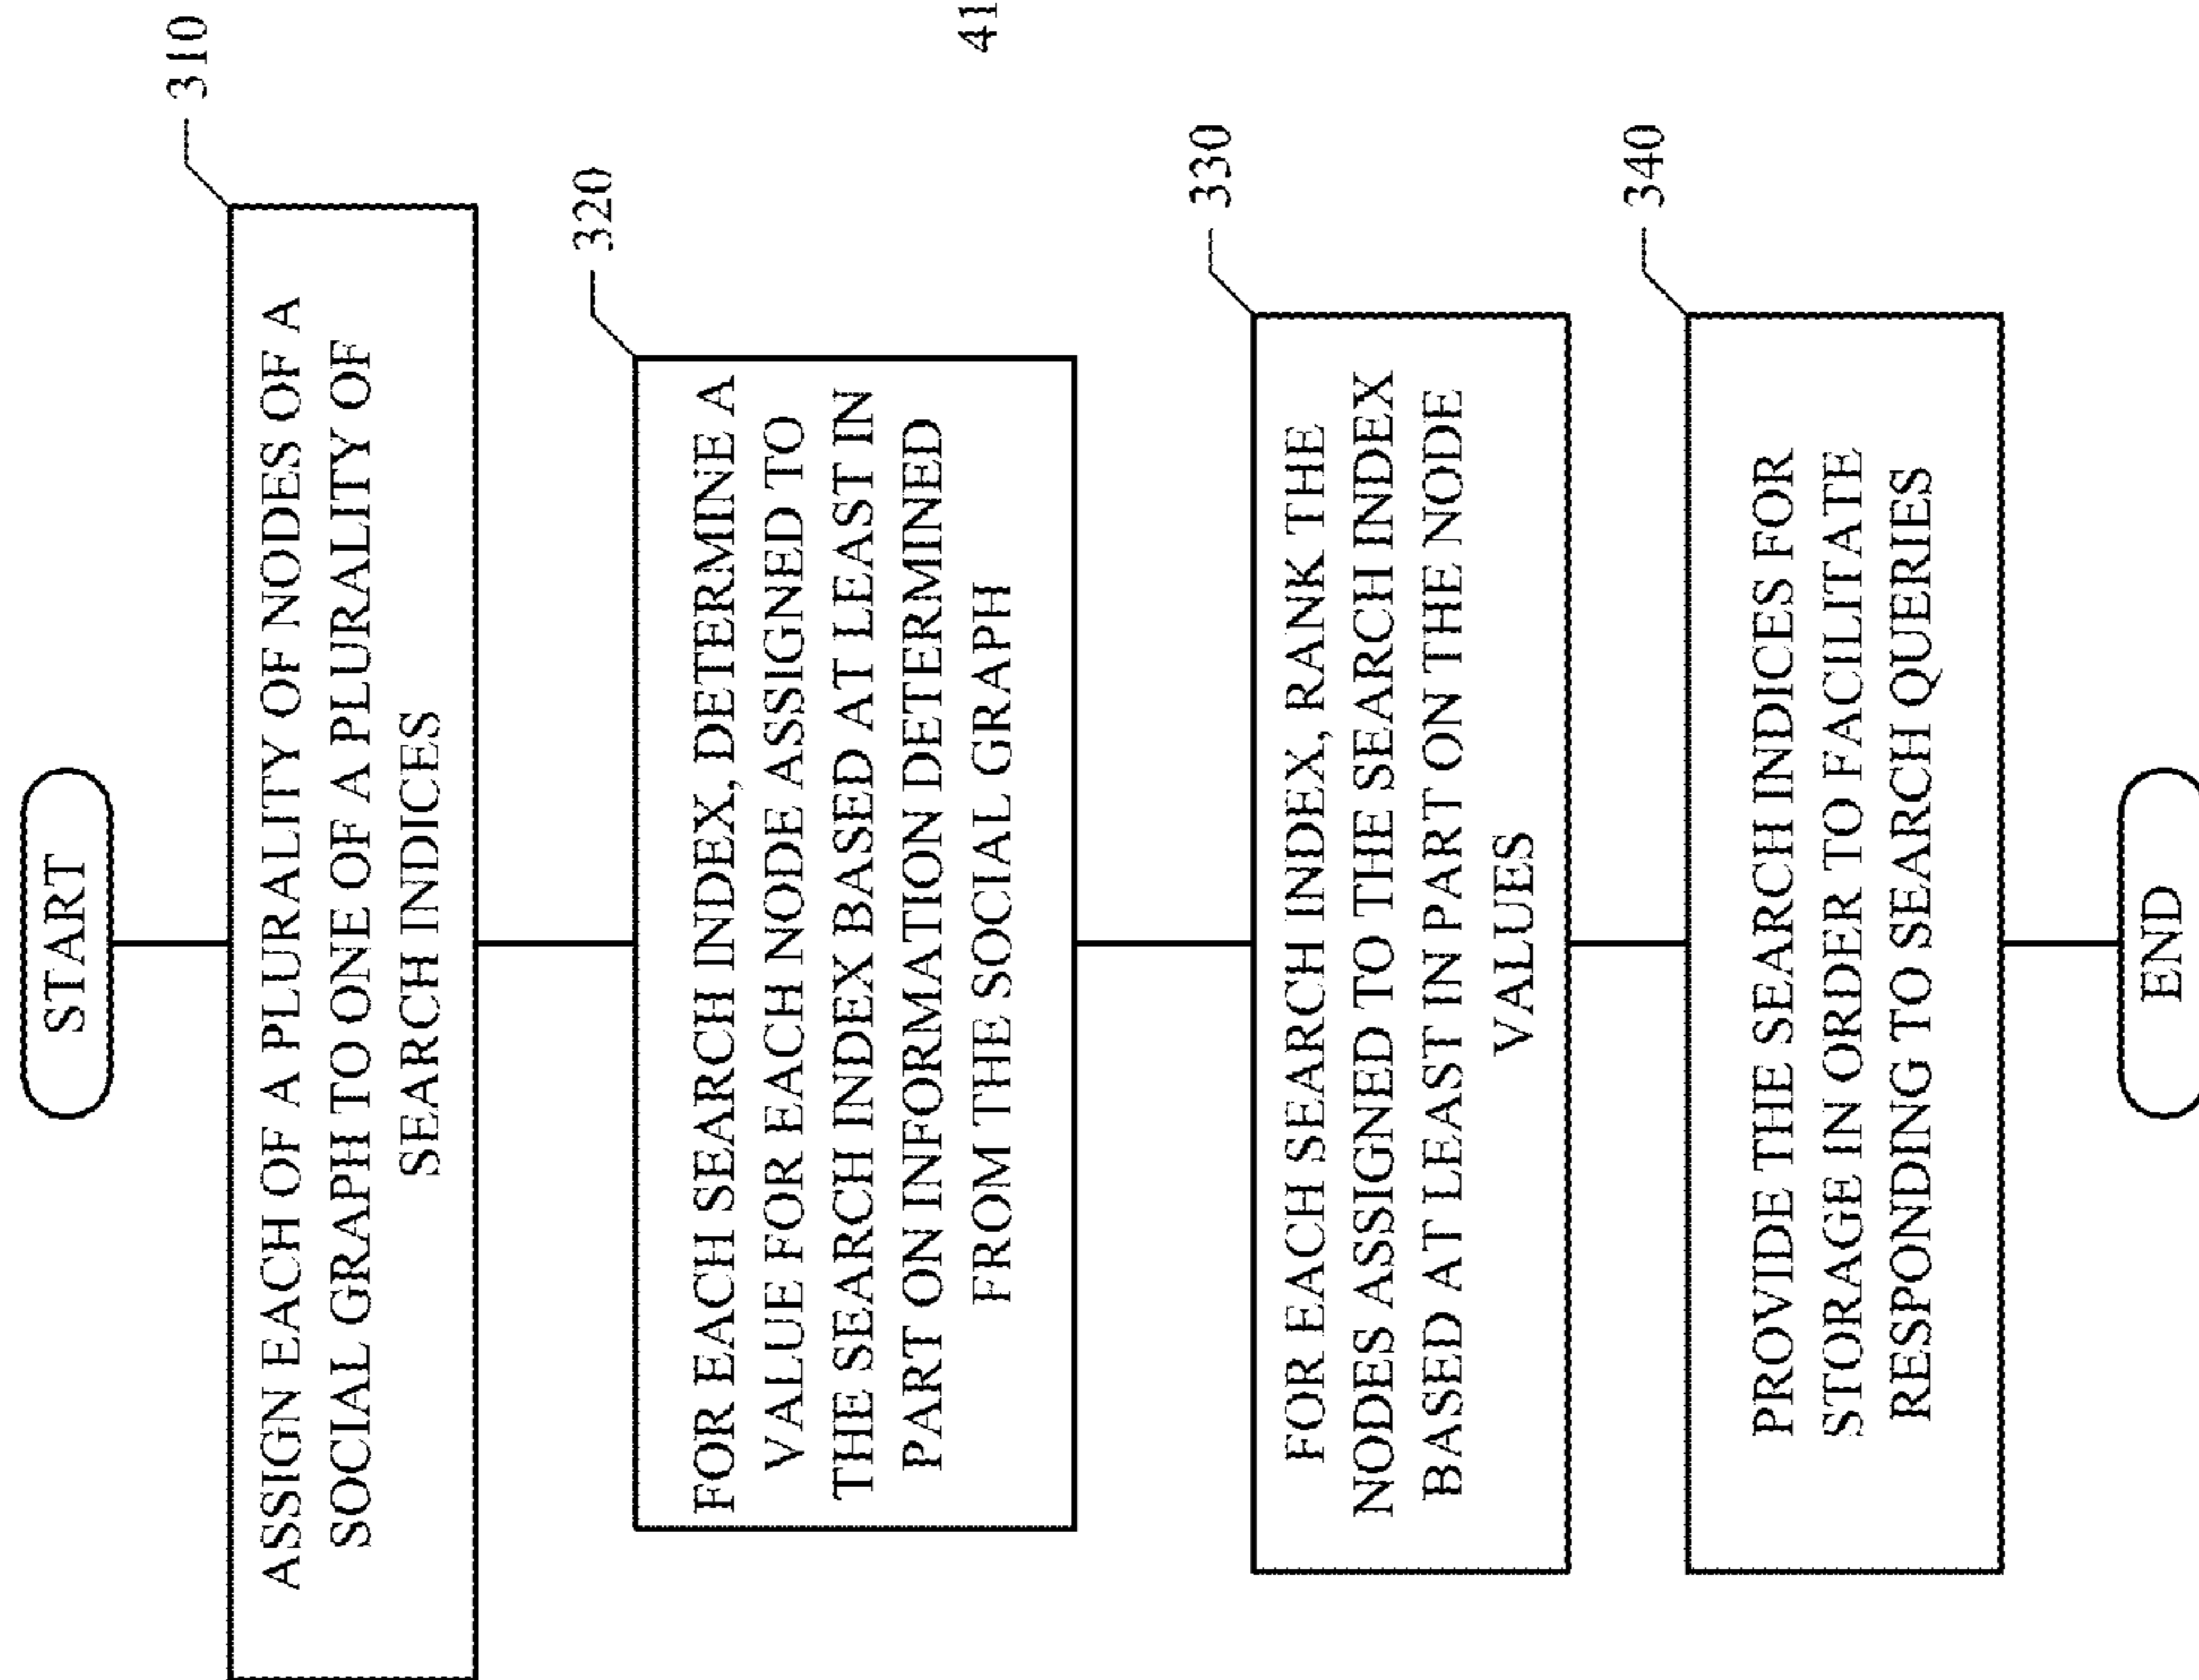 START
310
ASSIGN EACH OF A PLURALITY OF NODES OF A
SOCIAL GRAPH TO ONE OF A PLURALITY OF
SEARCH INDICES
320
FOR EACH SEARCH INDEX, DETERMINE A
VALUE FOR EACH NODE ASSIGNED TO
THE SEARCH INDEX BASED AT LEAST IN
PART ON INFORMATION DETERMINED
FROM THE SOCIAL GRAPH
41
330
FOR EACH SEARCH INDEX, RANK THE
NODES ASSIGNED TO THE SEARCH INDEX
BASED AT LEAST IN PART ON THE NODE
VALUES
340
PROVIDE THE SEARCH INDICES FOR
STORAGE IN ORDER TO FACILITATE
RESPONDING TO SEARCH QUERIES
END